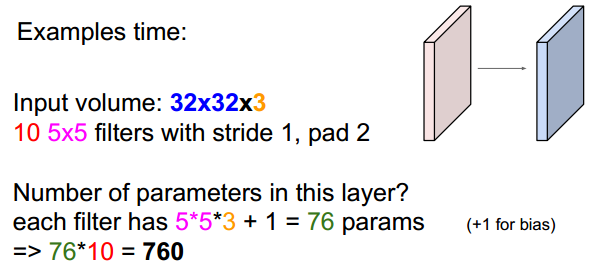 Examples time:
Input volume: 32x32x3
10 5x5 filters with stride 1, pad 2
Number of parameters in this layer?
each filter has 5*5*3 + 1 = 76 params (+1 for bias)
=> 76*10 = 760